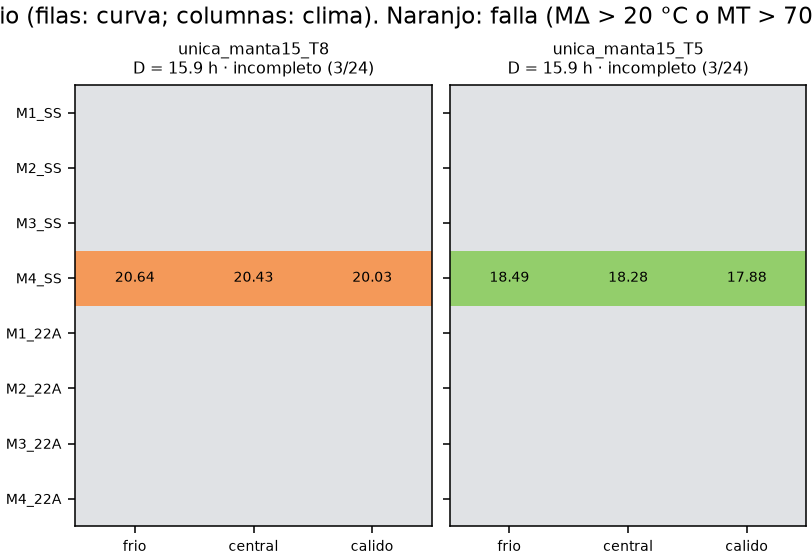 io (filas: curva; columnas: clima). Naranjo: falla (MΔ > 20 °C o MT > 70
unica_manta15_T8
D = 15.9 h · incompleto (3/24)
unica_manta15_T5
D = 15.9 h · incompleto (3/24)
M1_SS
M2_SS
M3_SS
M4_SS
20.64 20.43 20.03
18.49 18.28 17.88
M1_22A
M2_22A
M3_22A
M4_22A
frio central calido
frio central calido